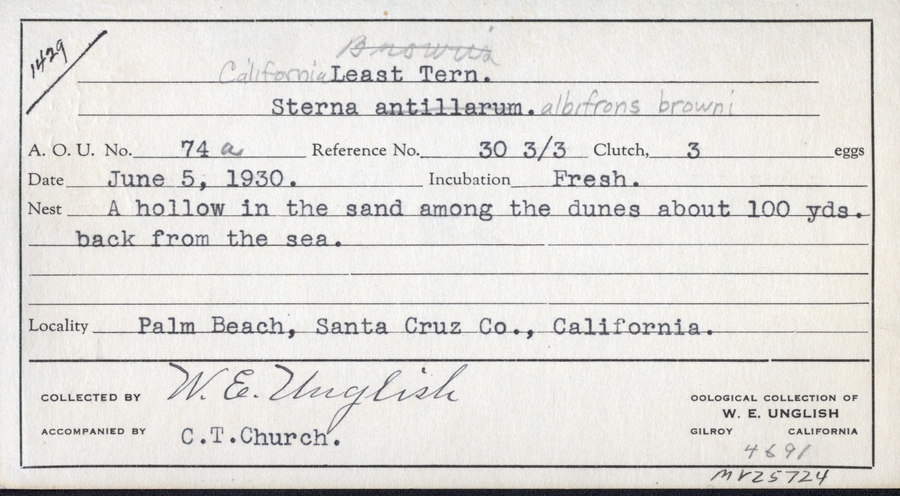 1429
Browns
California Least Tern.
Sterna antillarum. albifrons browni
A. O. U. No. 74 a Reference No. 30 3/3 Clutch, 3 eggs
Date June 5, 1930. Incubation Fresh.
Nest A hollow in the sand among the dunes about 100 yds.
back from the sea.
Locality Palm Beach, Santa Cruz Co., California.
COLLECTED BY W. E. Unglish
ACCOMPANIED BY C.T.Church.
OOLOGICAL COLLECTION OF
W. E. UNGLISH
GILROY CALIFORNIA
4691
MVZ5724